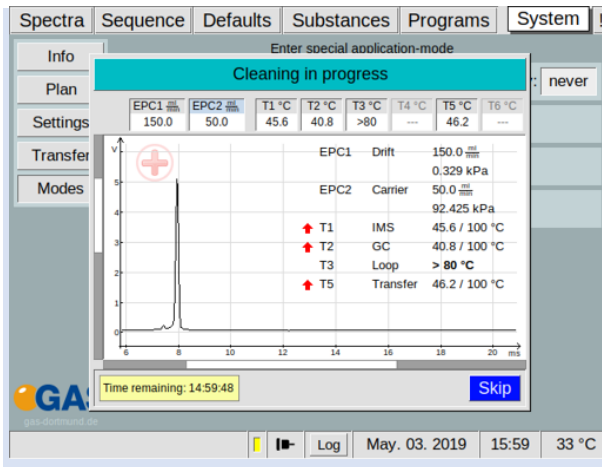 Spectra Sequence Defaults Substances Programs System
Info
Enter special application-mode
Cleaning in progress
Plan
: never
EPC1 ml/min EPC2 ml/min T1 °C T2 °C T3 °C T4 °C T5 °C T6 °C
Settings
150.0 50.0 45.6 40.8 >80 --- 46.2 ---
Transfer
V
EPC1 Drift 150.0 ml/min
0.329 kPa
Modes
5
EPC2 Carrier 50.0 ml/min
92.425 kPa
4
T1 IMS 45.6 / 100 °C
3
T2 GC 40.8 / 100 °C
T3 Loop > 80 °C
2
T5 Transfer 46.2 / 100 °C
1
0
6 8 10 12 14 16 18 20 ms
Time remaining: 14:59:48
Skip
GAS
gas-dortmund.de
Log May. 03. 2019 15:59 33 °C